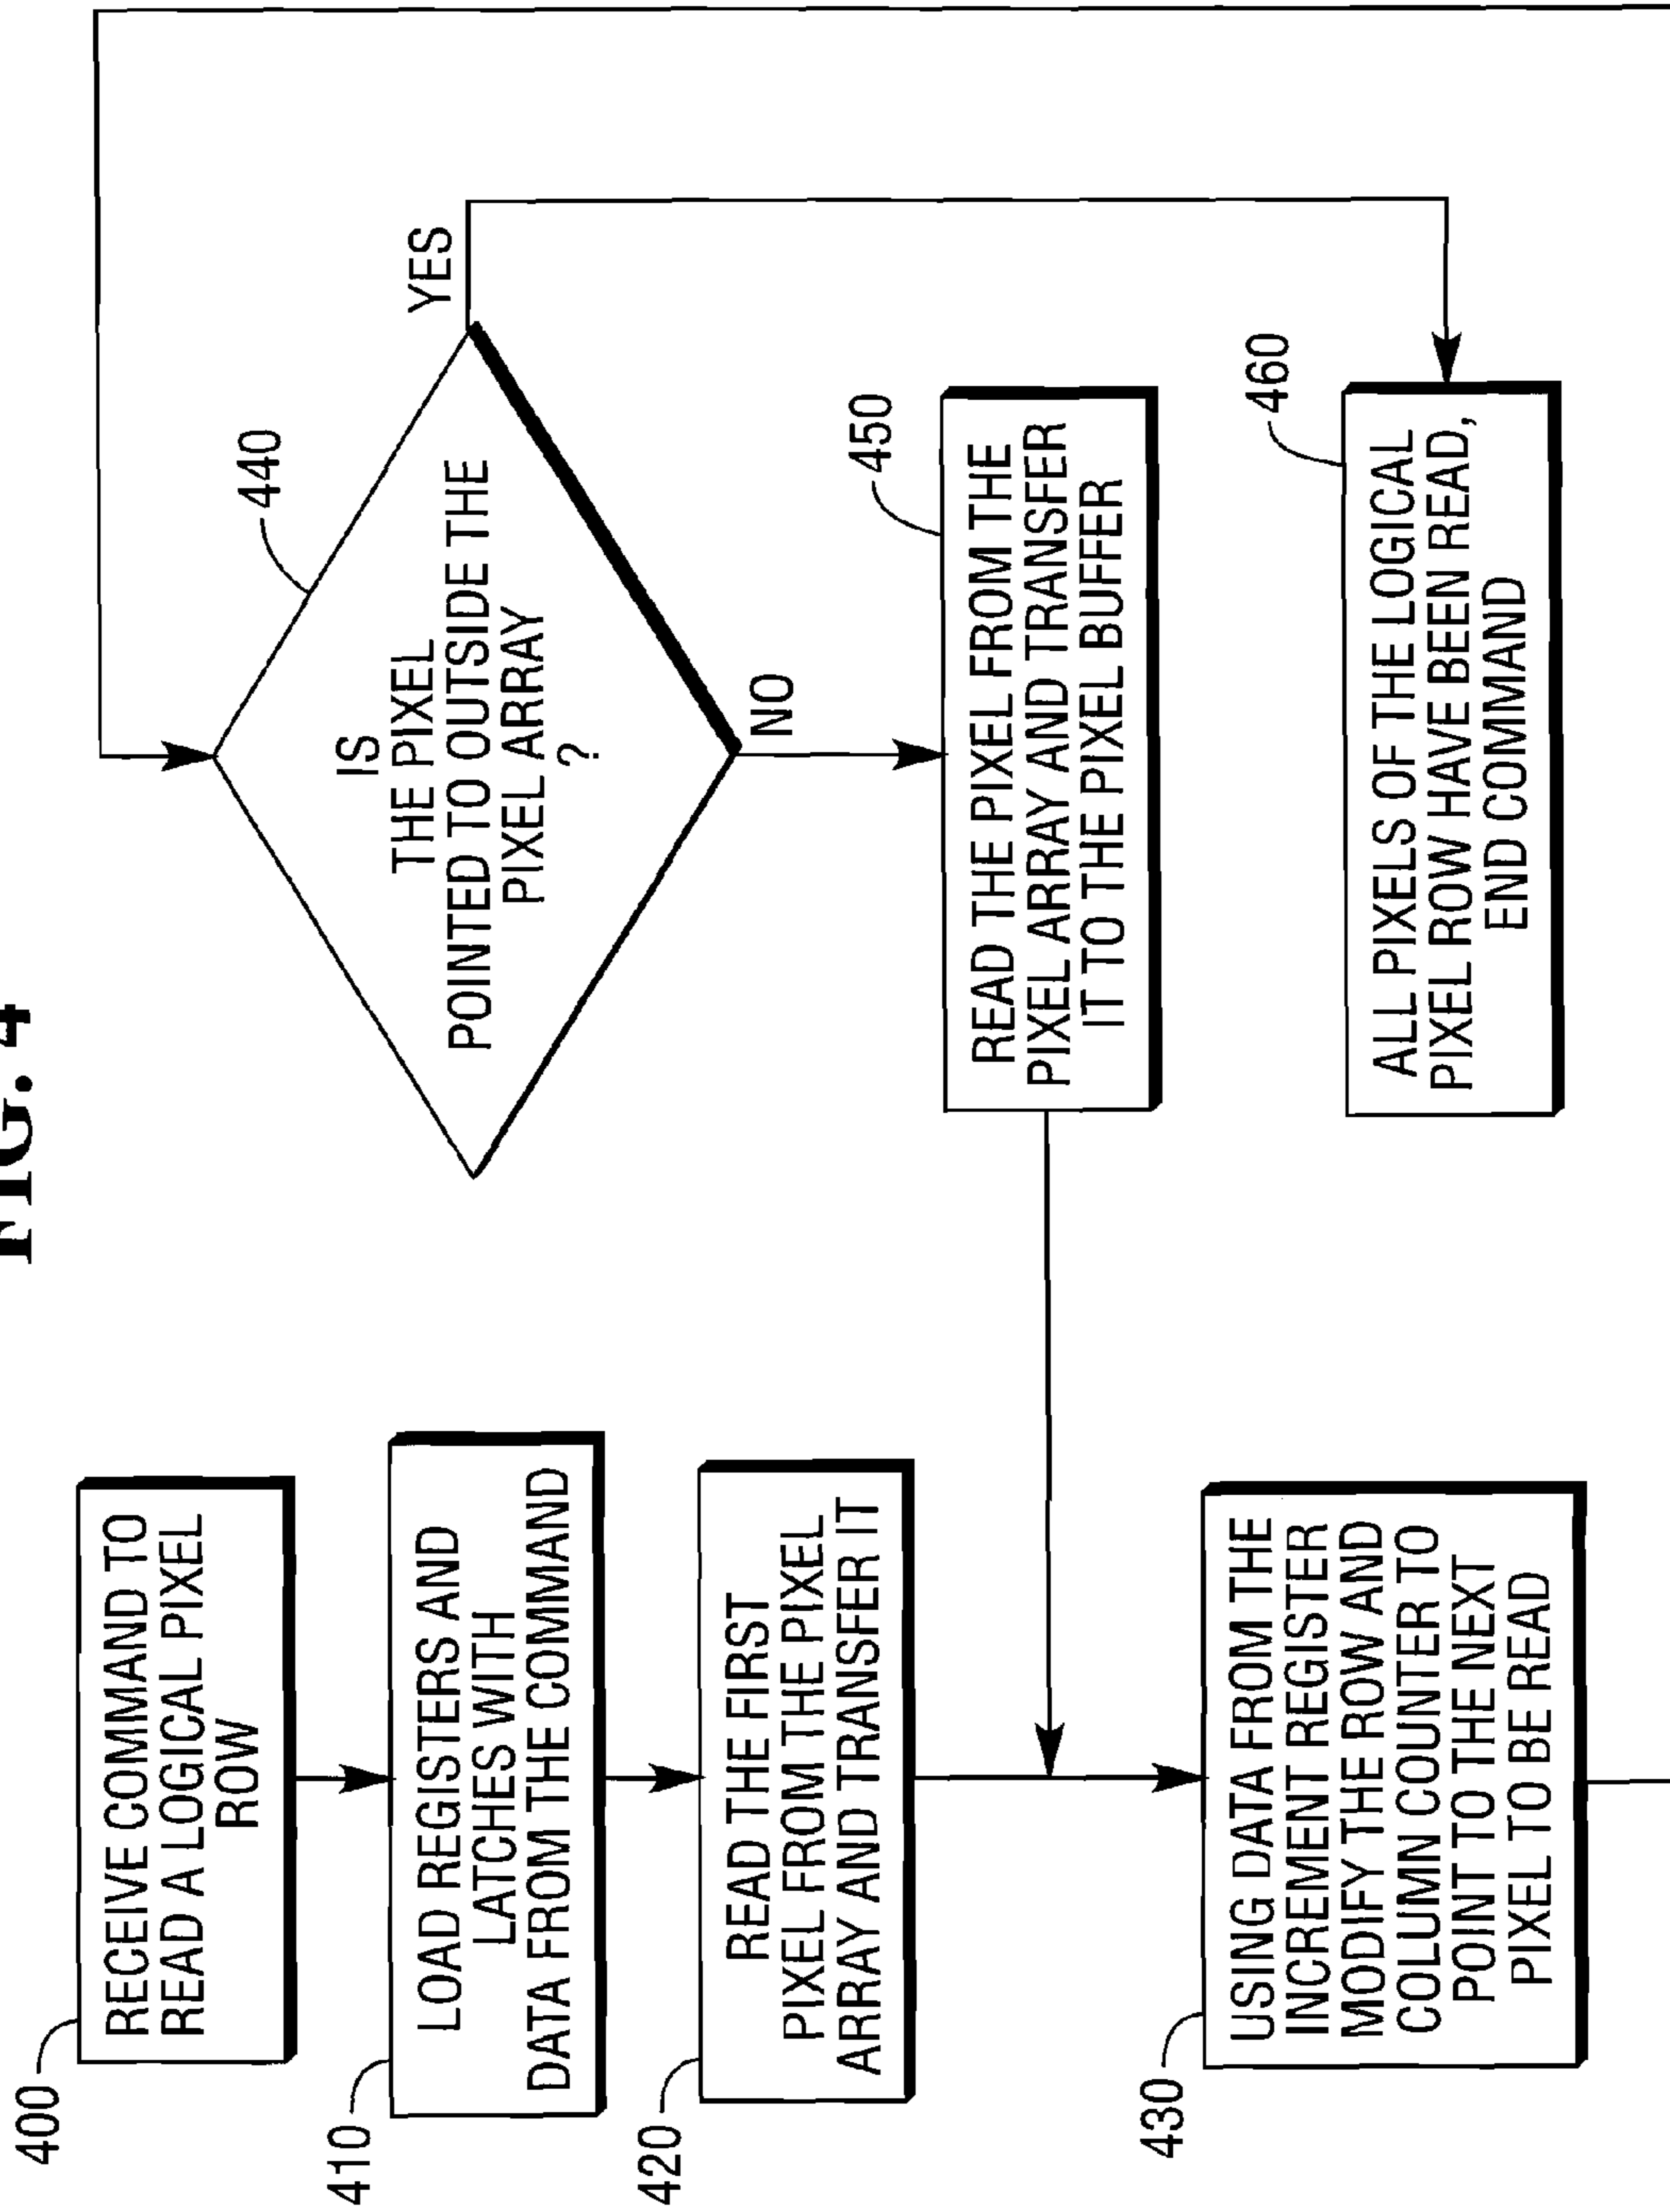 FIG. 4
400
RECEIVE COMMAND TO
READ A LOGICAL PIXEL
ROW
410
LOAD REGISTERS AND
LATCHES WITH
DATA FROM THE COMMAND
420
READ THE FIRST
PIXEL FROM THE PIXEL
ARRAY AND TRANSFER IT
430
USING DATA FROM THE
INCREMENT REGISTER
MODIFY THE ROW AND
COLUMN COUNTER TO
POINT TO THE NEXT
PIXEL TO BE READ
440
IS
THE PIXEL
POINTED TO OUTSIDE THE
PIXEL ARRAY
?
YES
NO
450
READ THE PIXEL FROM THE
PIXEL ARRAY AND TRANSFER
IT TO THE PIXEL BUFFER
460
ALL PIXELS OF THE LOGICAL
PIXEL ROW HAVE BEEN READ,
END COMMAND